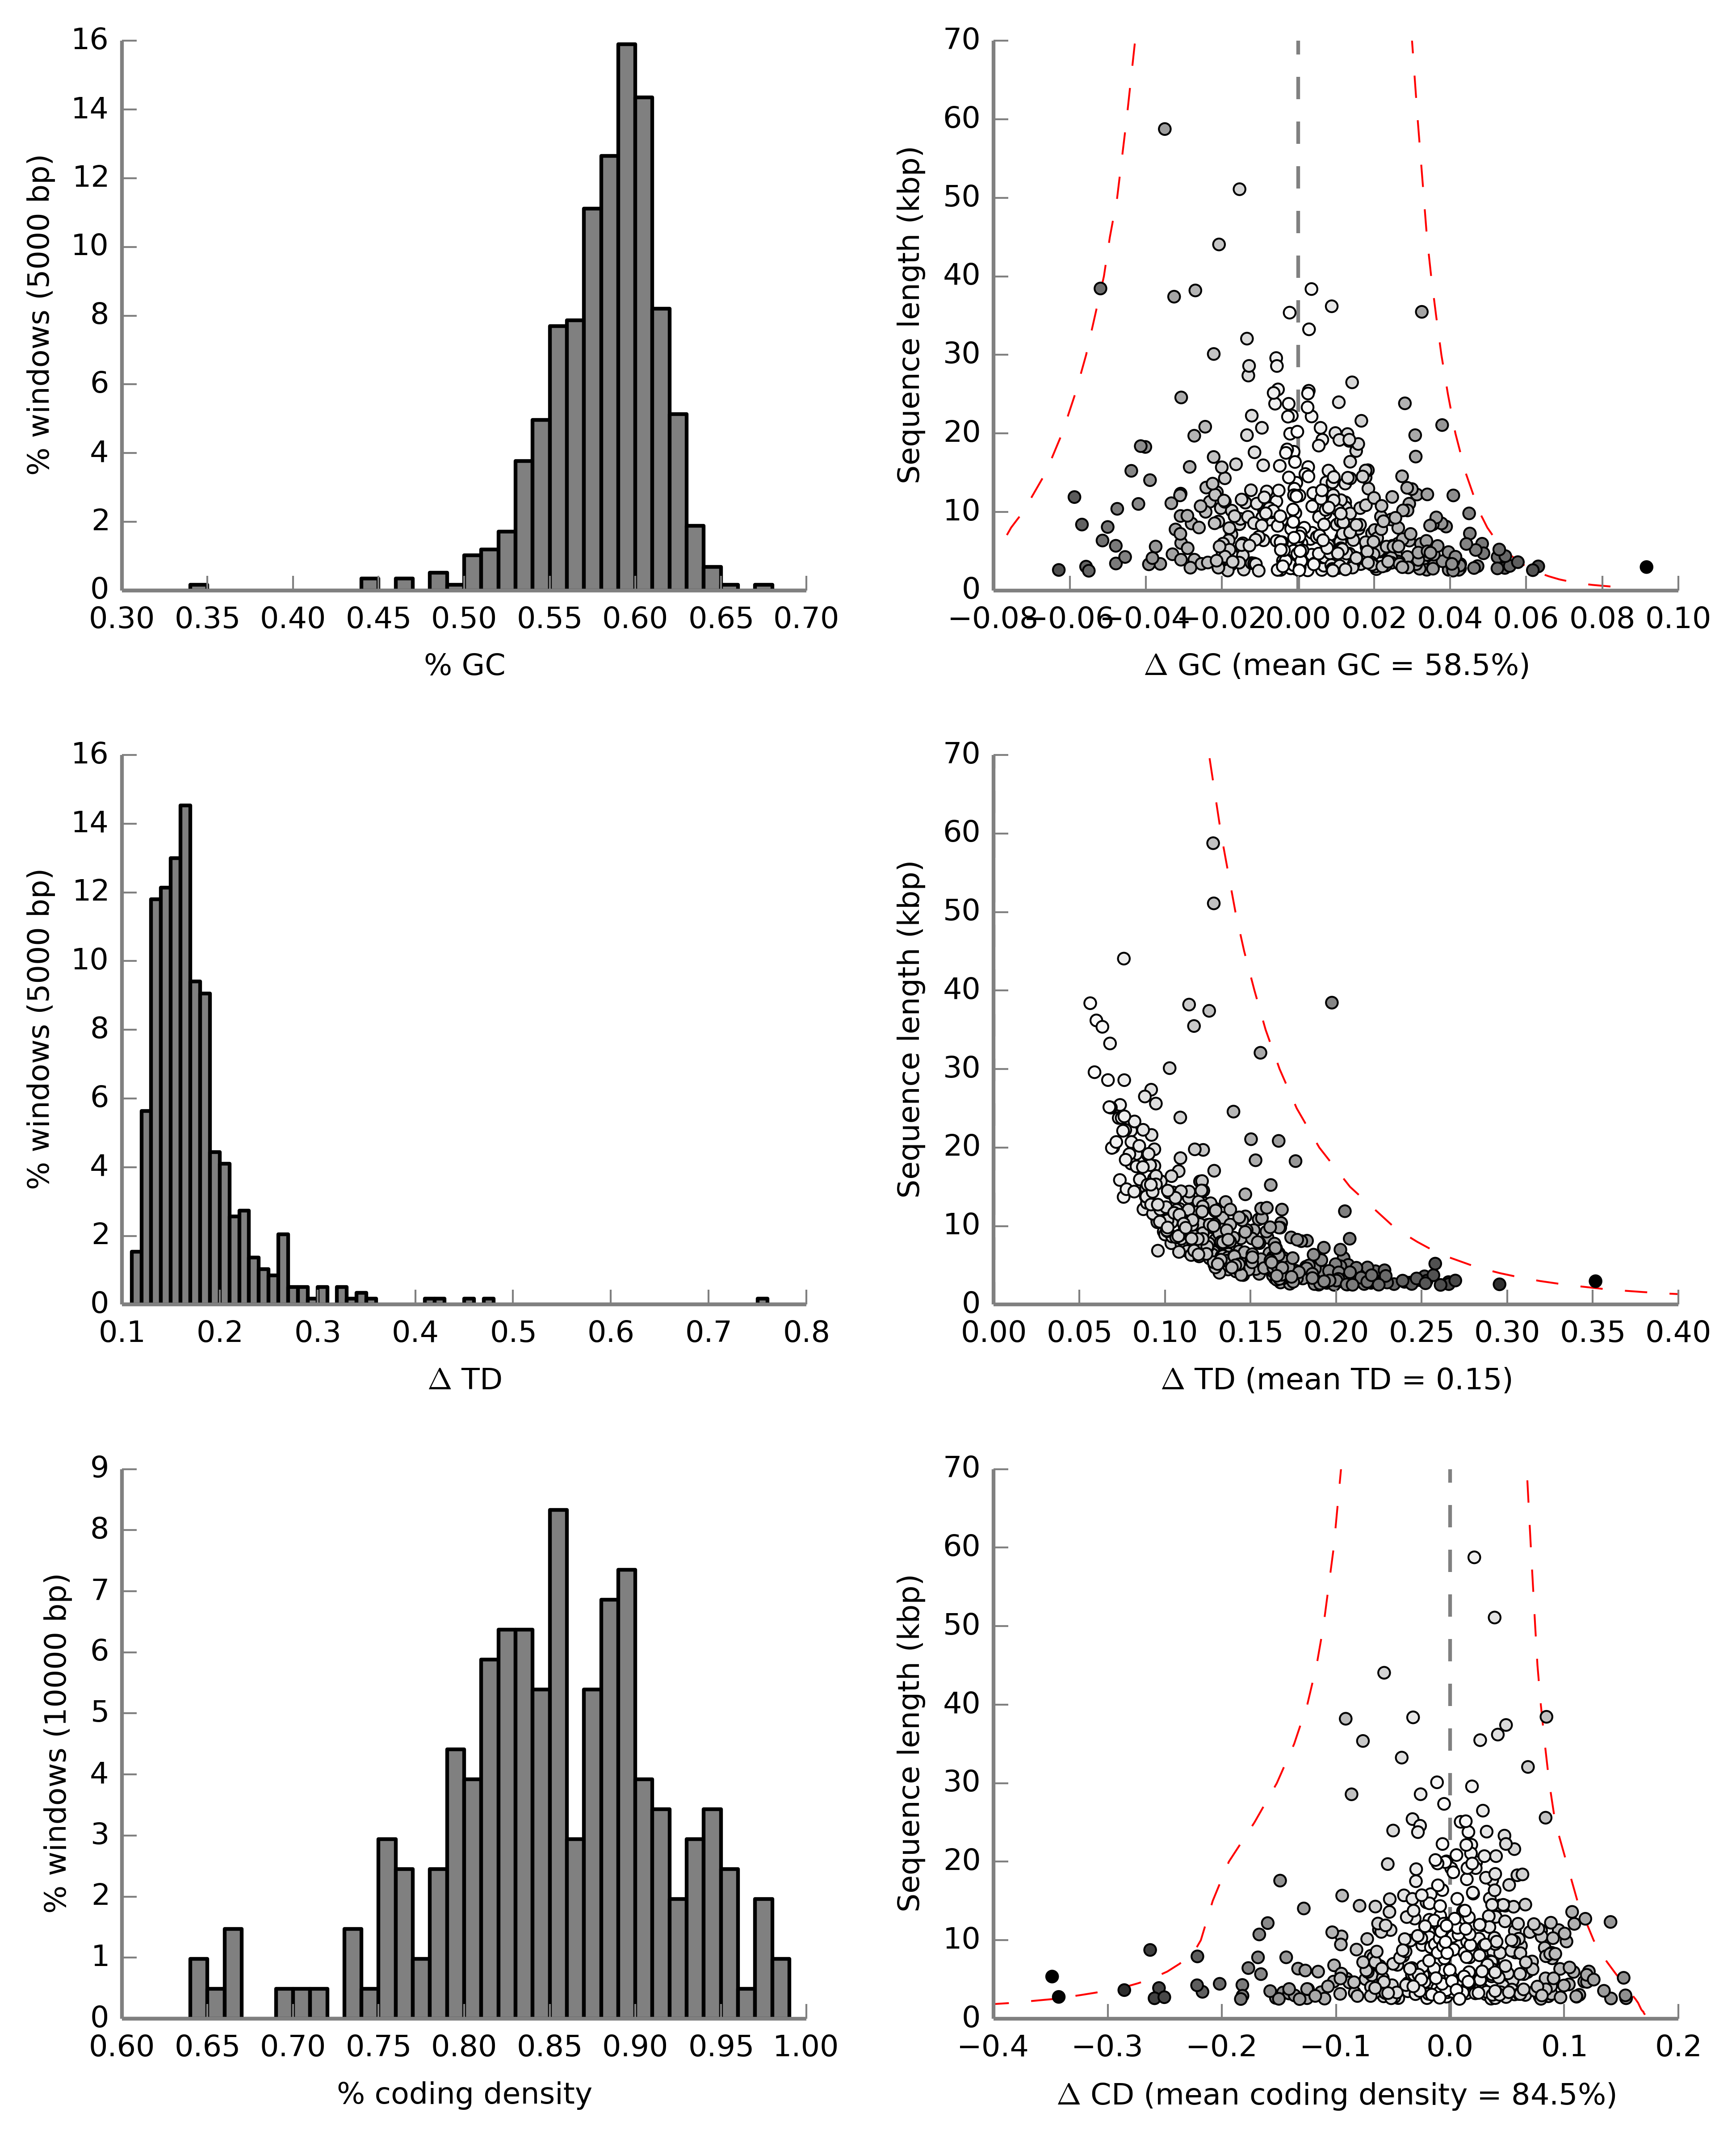 16
14
12
10
8
6
4
2
0
% windows (5000 bp)
0.30 0.35 0.40 0.45 0.50 0.55 0.60 0.65 0.70
% GC
70
60
50
40
30
20
10
0
Sequence length (kbp)
−0.08 −0.06 −0.04 −0.02 0.00 0.02 0.04 0.06 0.08 0.10
Δ GC (mean GC = 58.5%)
16
14
12
10
8
6
4
2
0
% windows (5000 bp)
0.1 0.2 0.3 0.4 0.5 0.6 0.7 0.8
Δ TD
70
60
50
40
30
20
10
0
Sequence length (kbp)
0.00 0.05 0.10 0.15 0.20 0.25 0.30 0.35 0.40
Δ TD (mean TD = 0.15)
9
8
7
6
5
4
3
2
1
0
% windows (10000 bp)
0.60 0.65 0.70 0.75 0.80 0.85 0.90 0.95 1.00
% coding density
70
60
50
40
30
20
10
0
Sequence length (kbp)
−0.4 −0.3 −0.2 −0.1 0.0 0.1 0.2
Δ CD (mean coding density = 84.5%)